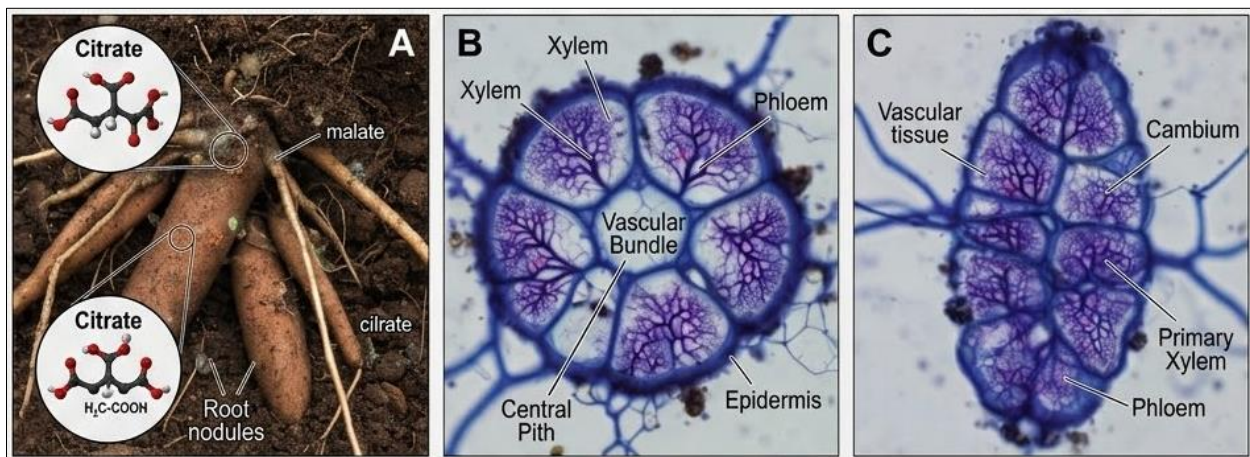 A
Citrate
malate
Citrate
H₂C-COOH
cilrate
Root
nodules
B
Xylem
Xylem
Phloem
Vascular
Bundle
Central
Pith
Epidermis
C
Vascular
tissue
Cambium
Primary
Xylem
Phloem